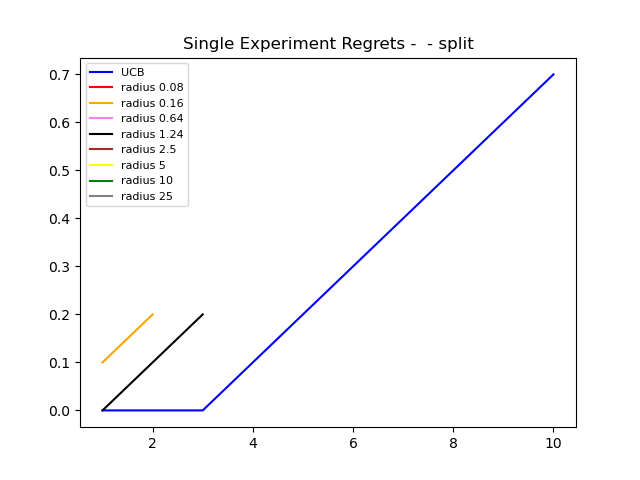 Single Experiment Regrets -  - split
UCB
radius 0.08
radius 0.16
radius 0.64
radius 1.24
radius 2.5
radius 5
radius 10
radius 25
0.7
0.6
0.5
0.4
0.3
0.2
0.1
0.0
2 4 6 8 10